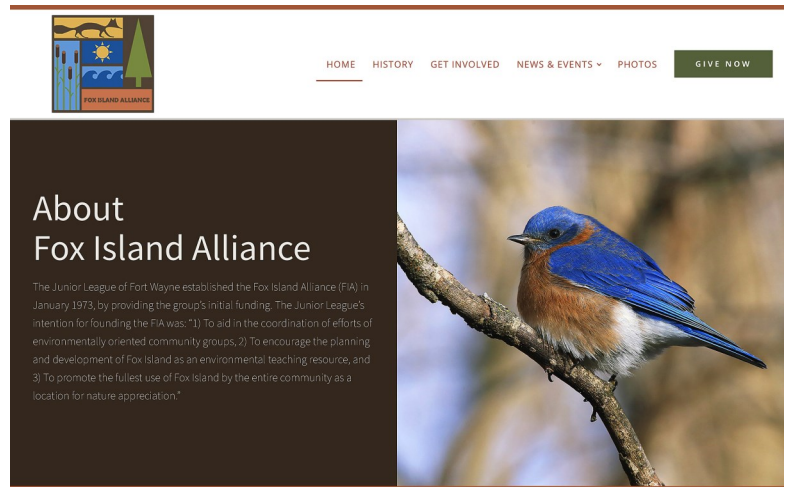 FOX ISLAND ALLIANCE
HOME HISTORY GET INVOLVED NEWS & EVENTS PHOTOS GIVE NOW
About
Fox Island Alliance
The Junior League of Fort Wayne established the Fox Island Alliance (FIA) in
January 1973, by providing the group's initial funding. The Junior League's
intention for founding the FIA was: "1) To aid in the coordination of efforts of
environmentally oriented community groups, 2) To encourage the planning
and development of Fox Island as an environmental teaching resource, and
3) To promote the fullest use of Fox Island by the entire community as a
location for nature appreciation."